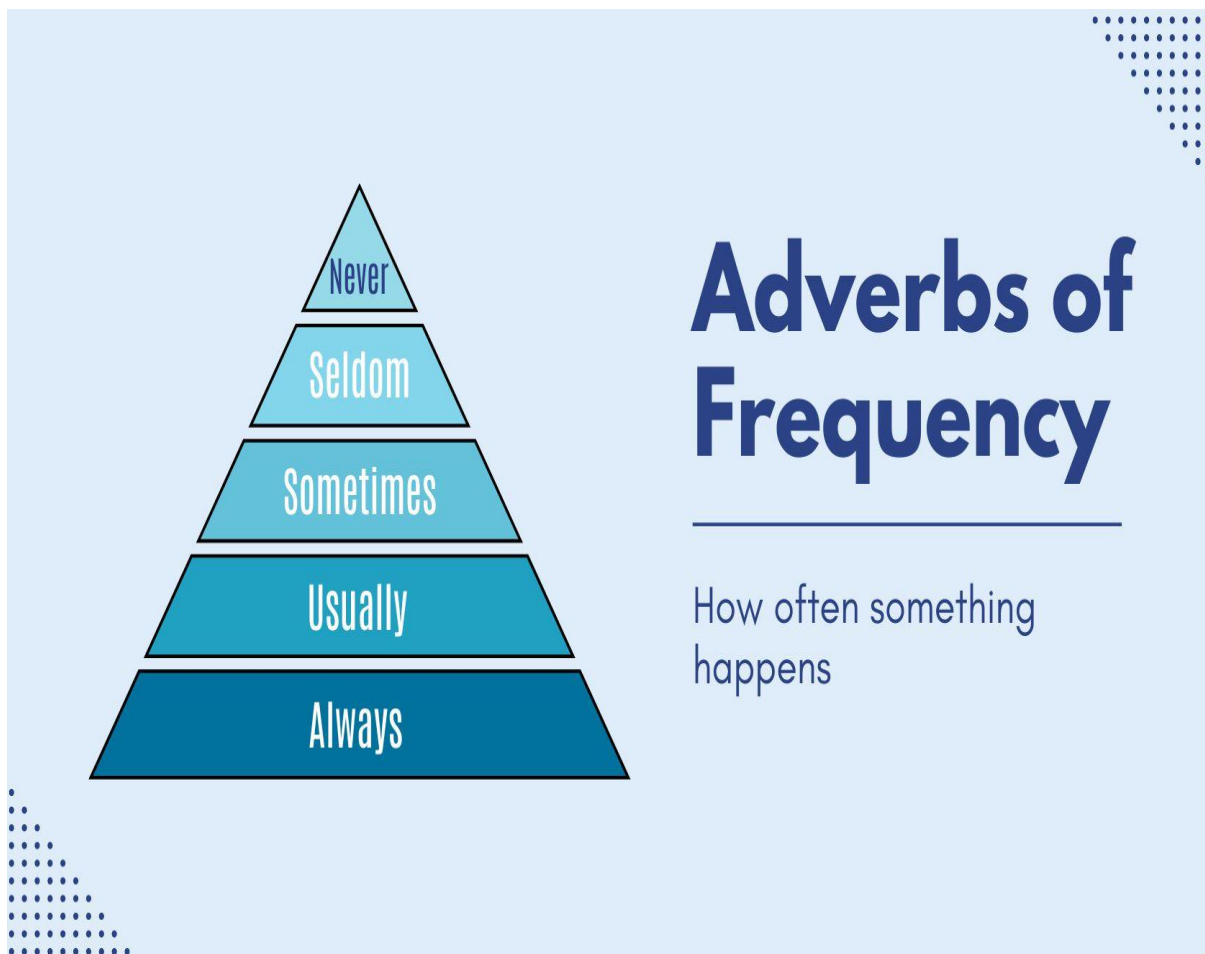 Never
Seldom
Sometimes
Usually
Always
Adverbs of
Frequency
How often something
happens